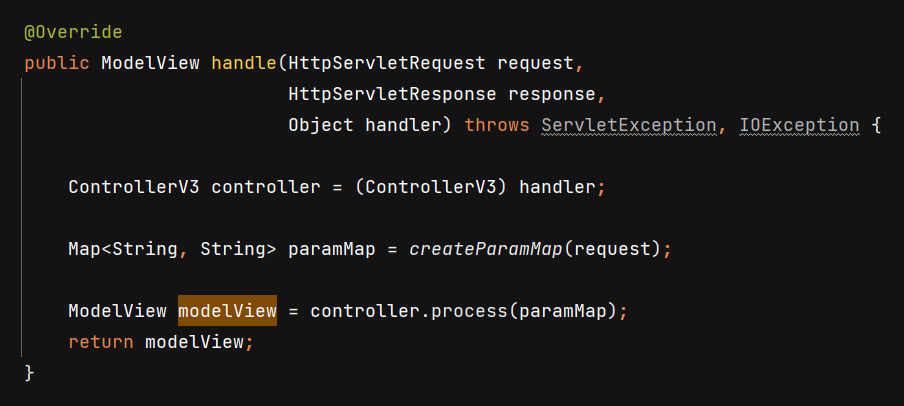 @Override
public ModelView handle(HttpServletRequest request,
HttpServletResponse response,
Object handler) throws ServletException, IOException {
ControllerV3 controller = (ControllerV3) handler;
Map<String, String> paramMap = createParamMap(request);
ModelView modelView = controller.process(paramMap);
return modelView;
}